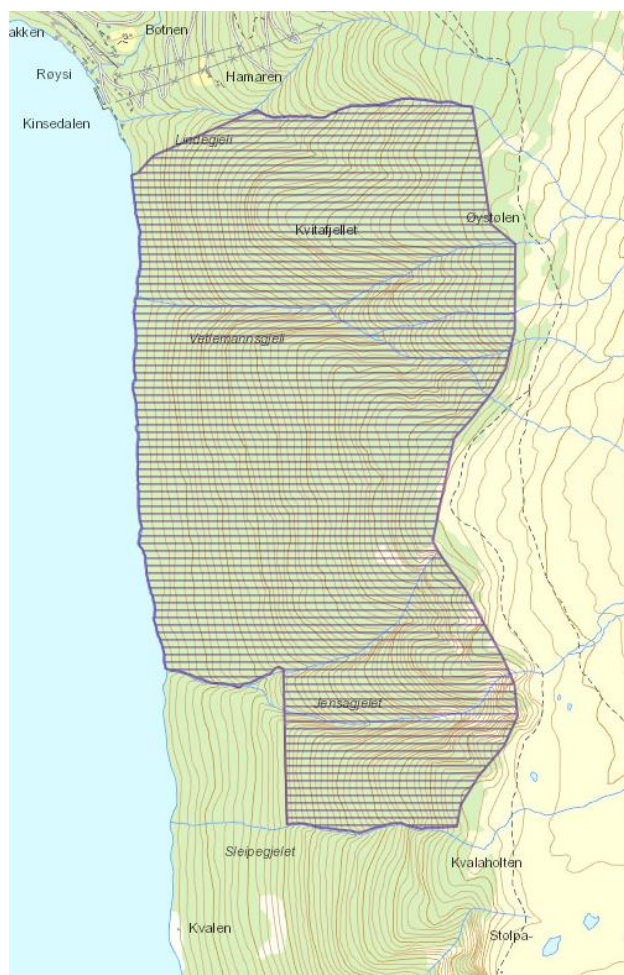 akken
Botnen
Røysi
Hamaren
Kinsedalen
Lindegjeli
Kvitafjellet
Øystølen
Vetlemannsgjeli
Jensagjelet
Sleipegjelet
Kvalaholten
Kvalen
Stolpa-